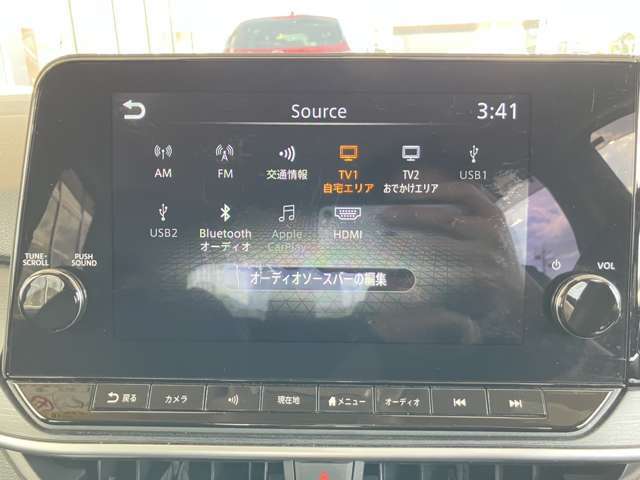 Source
3:41
AM
FM
交通情報
TV1
自宅エリア
TV2
おでかけエリア
USB1
USB2
Bluetooth
オーディオ
Apple
CarPlay
HDMI
オーディオソースバーの編集
TUNE・
SCROLL
PUSH
SOUND
VOL
戻る
カメラ
現在地
メニュー
オーディオ